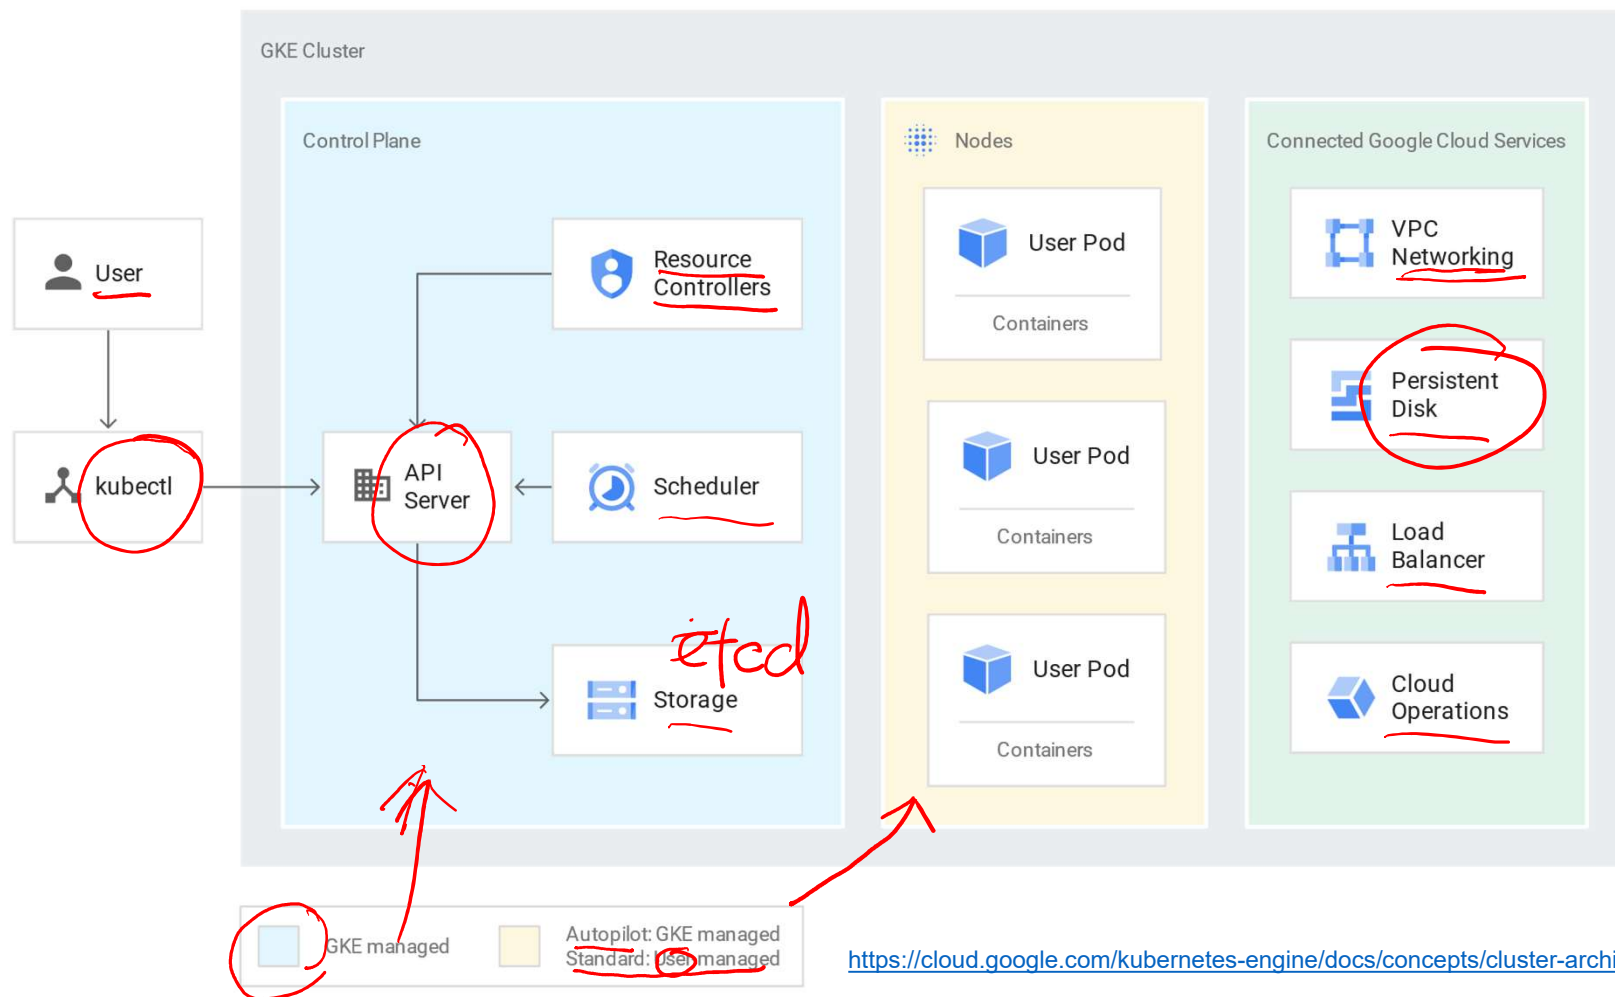 GKE Cluster
Control Plane
Nodes
Connected Google Cloud Services
User
kubectl
Resource
Controllers
API
Server
Scheduler
etcd
Storage
User Pod
Containers
User Pod
Containers
User Pod
Containers
VPC
Networking
Persistent
Disk
Load
Balancer
Cloud
Operations
GKE managed
Autopilot: GKE managed
Standard: User managed
https://cloud.google.com/kubernetes-engine/docs/concepts/cluster-archi